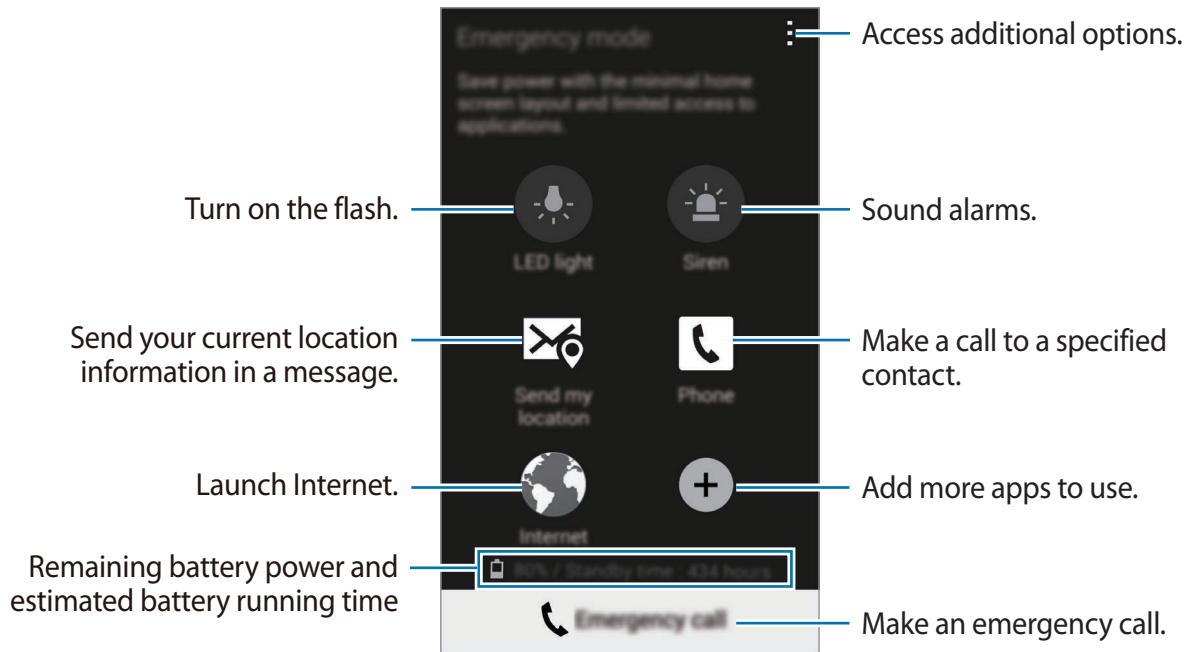 Emergency mode
Access additional options.
Save power with the minimal home
screen layout and limited access to
applications.
Turn on the flash.
Sound alarms.
LED light
Siren
Send your current location
information in a message.
Make a call to a specified
contact.
Send my
location
Phone
Launch Internet.
Add more apps to use.
Internet
Remaining battery power and
estimated battery running time
80% / Standby time : 434 hours
Emergency call
Make an emergency call.